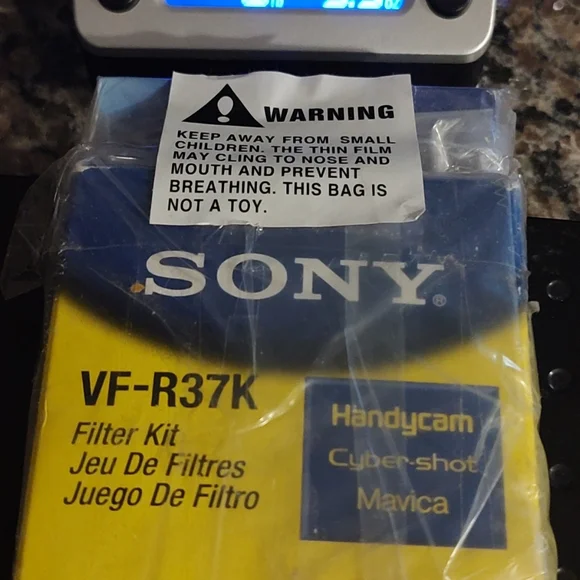 WARNING
KEEP AWAY FROM SMALL
CHILDREN. THE THIN FILM
MAY CLING TO NOSE AND
MOUTH AND PREVENT
BREATHING. THIS BAG IS
NOT A TOY.
SONY®
VF-R37K
Filter Kit
Jeu De Filtres
Juego De Filtro
Handycam
Cyber-shot
Mavica